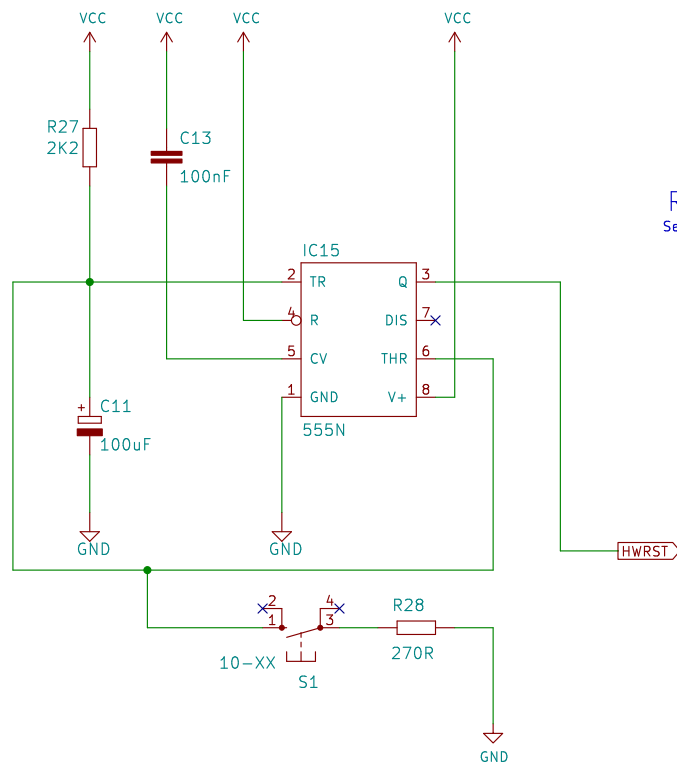 VCC
VCC
VCC
VCC
R27
2K2
C13
100nF
IC15
2
TR
Q
3
4
R
DIS
7
5
CV
THR
6
1
GND
V+
8
555N
+
C11
100uF
GND
GND
HWRST
2
4
1
3
R28
270R
10-XX
S1
GND
R
Se